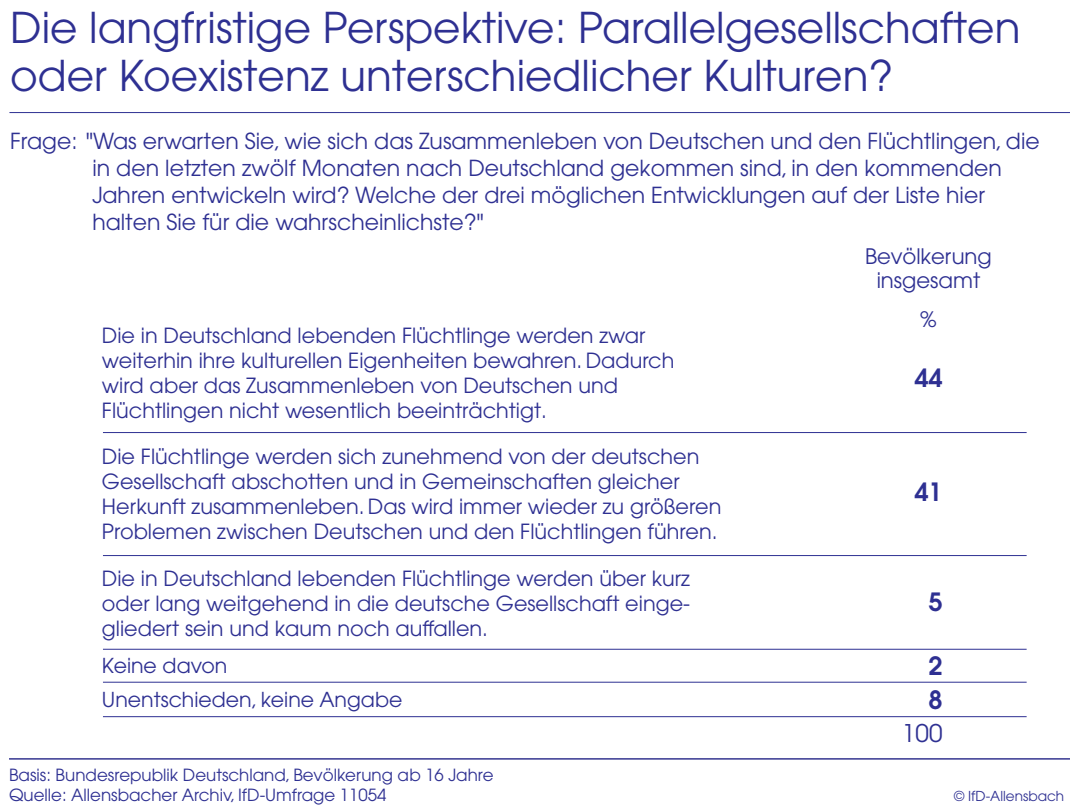 Die langfristige Perspektive: Parallelgesellschaften
oder Koexistenz unterschiedlicher Kulturen?
Frage: "Was erwarten Sie, wie sich das Zusammenleben von Deutschen und den Flüchtlingen, die
in den letzten zwölf Monaten nach Deutschland gekommen sind, in den kommenden
Jahren entwickeln wird? Welche der drei möglichen Entwicklungen auf der Liste hier
halten Sie für die wahrscheinlichste?"
Bevölkerung
insgesamt
%
Die in Deutschland lebenden Flüchtlinge werden zwar
weiterhin ihre kulturellen Eigenheiten bewahren. Dadurch
wird aber das Zusammenleben von Deutschen und
Flüchtlingen nicht wesentlich beeinträchtigt.
44
Die Flüchtlinge werden sich zunehmend von der deutschen
Gesellschaft abschotten und in Gemeinschaften gleicher
Herkunft zusammenleben. Das wird immer wieder zu größeren
Problemen zwischen Deutschen und den Flüchtlingen führen.
41
Die in Deutschland lebenden Flüchtlinge werden über kurz
oder lang weitgehend in die deutsche Gesellschaft einge-
gliedert sein und kaum noch auffallen.
5
Keine davon 2
Unentschieden, keine Angabe 8
100
Basis: Bundesrepublik Deutschland, Bevölkerung ab 16 Jahre
Quelle: Allensbacher Archiv, IfD-Umfrage 11054
© IfD-Allensbach